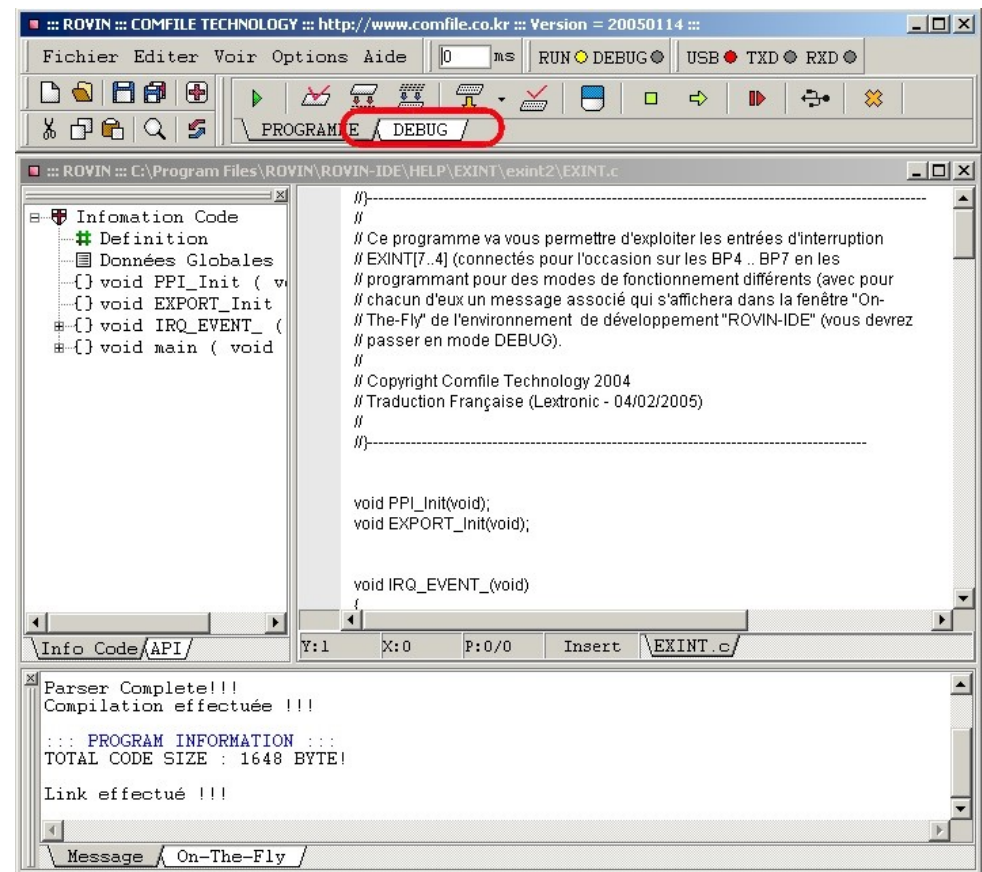 ::: ROVIN ::: COMFILE TECHNOLOGY ::: http://www.comfile.co.kr ::: Version = 20050114 :::
Fichier Editer Voir Options Aide 0 ms RUN DEBUG USB TXD RXD
PROGRAMME DEBUG
::: ROVIN ::: C:\Program Files\ROVIN\ROVIN-IDE\HELP\EXINT\exint2\EXINT.c
Infomation Code
Definition
Données Globales
{} void PPI_Init ( v
{} void EXPORT_Init
{} void IRQ_EVENT_ (
{} void main ( void
Info Code API
//}------------------------------------------------------------
//
// Ce programme va vous permettre d'exploiter les entrées d'interruption
// EXINT[7..4] (connectés pour l'occasion sur les BP4 .. BP7 en les
// programmant pour des modes de fonctionnement différents (avec pour
// chacun d'eux un message associé qui s'affichera dans la fenêtre "On-
// The-Fly" de l'environnement de développement "ROVIN-IDE" (vous devrez
// passer en mode DEBUG).
//
// Copyright Comfile Technology 2004
// Traduction Française (Lextronic - 04/02/2005)
//
//}------------------------------------------------------------
void PPI_Init(void);
void EXPORT_Init(void);
void IRQ_EVENT_(void)
{
Y:1 X:0 P:0/0 Insert EXINT.c
Parser Complete!!!
Compilation effectuée !!!
::: PROGRAM INFORMATION :::
TOTAL CODE SIZE : 1648 BYTE!
Link effectué !!!
Message On-The-Fly